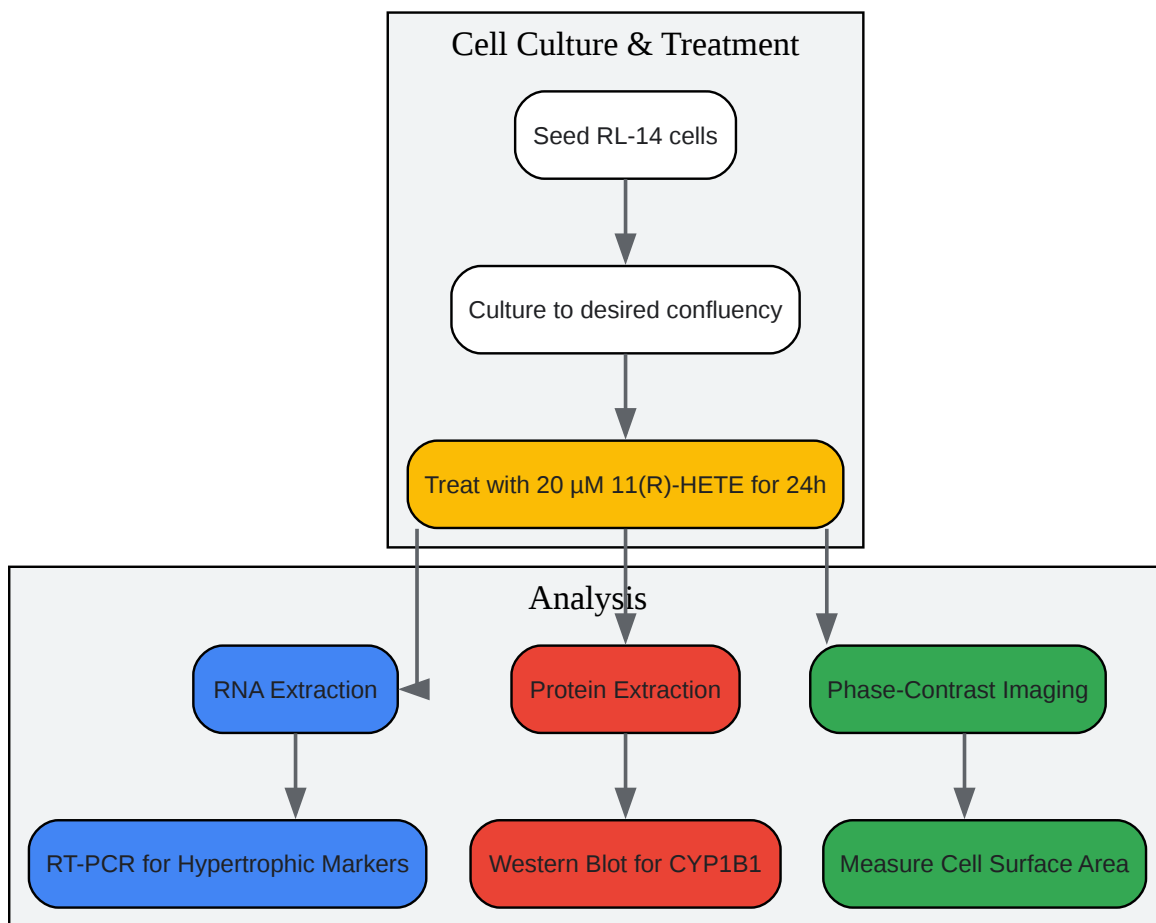 Cell Culture & Treatment
Seed RL-14 cells
Culture to desired confluency
Treat with 20 µM 11(R)-HETE for 24h
Analysis
RNA Extraction
Protein Extraction
Phase-Contrast Imaging
RT-PCR for Hypertrophic Markers
Western Blot for CYP1B1
Measure Cell Surface Area